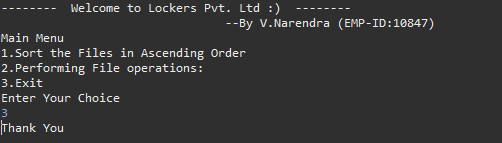 --------  Welcome to Lockers Pvt. Ltd :)  --------
--By V.Narendra (EMP-ID:10847)
Main Menu
1.Sort the Files in Ascending Order
2.Performing File operations:
3.Exit
Enter Your Choice
3
Thank You